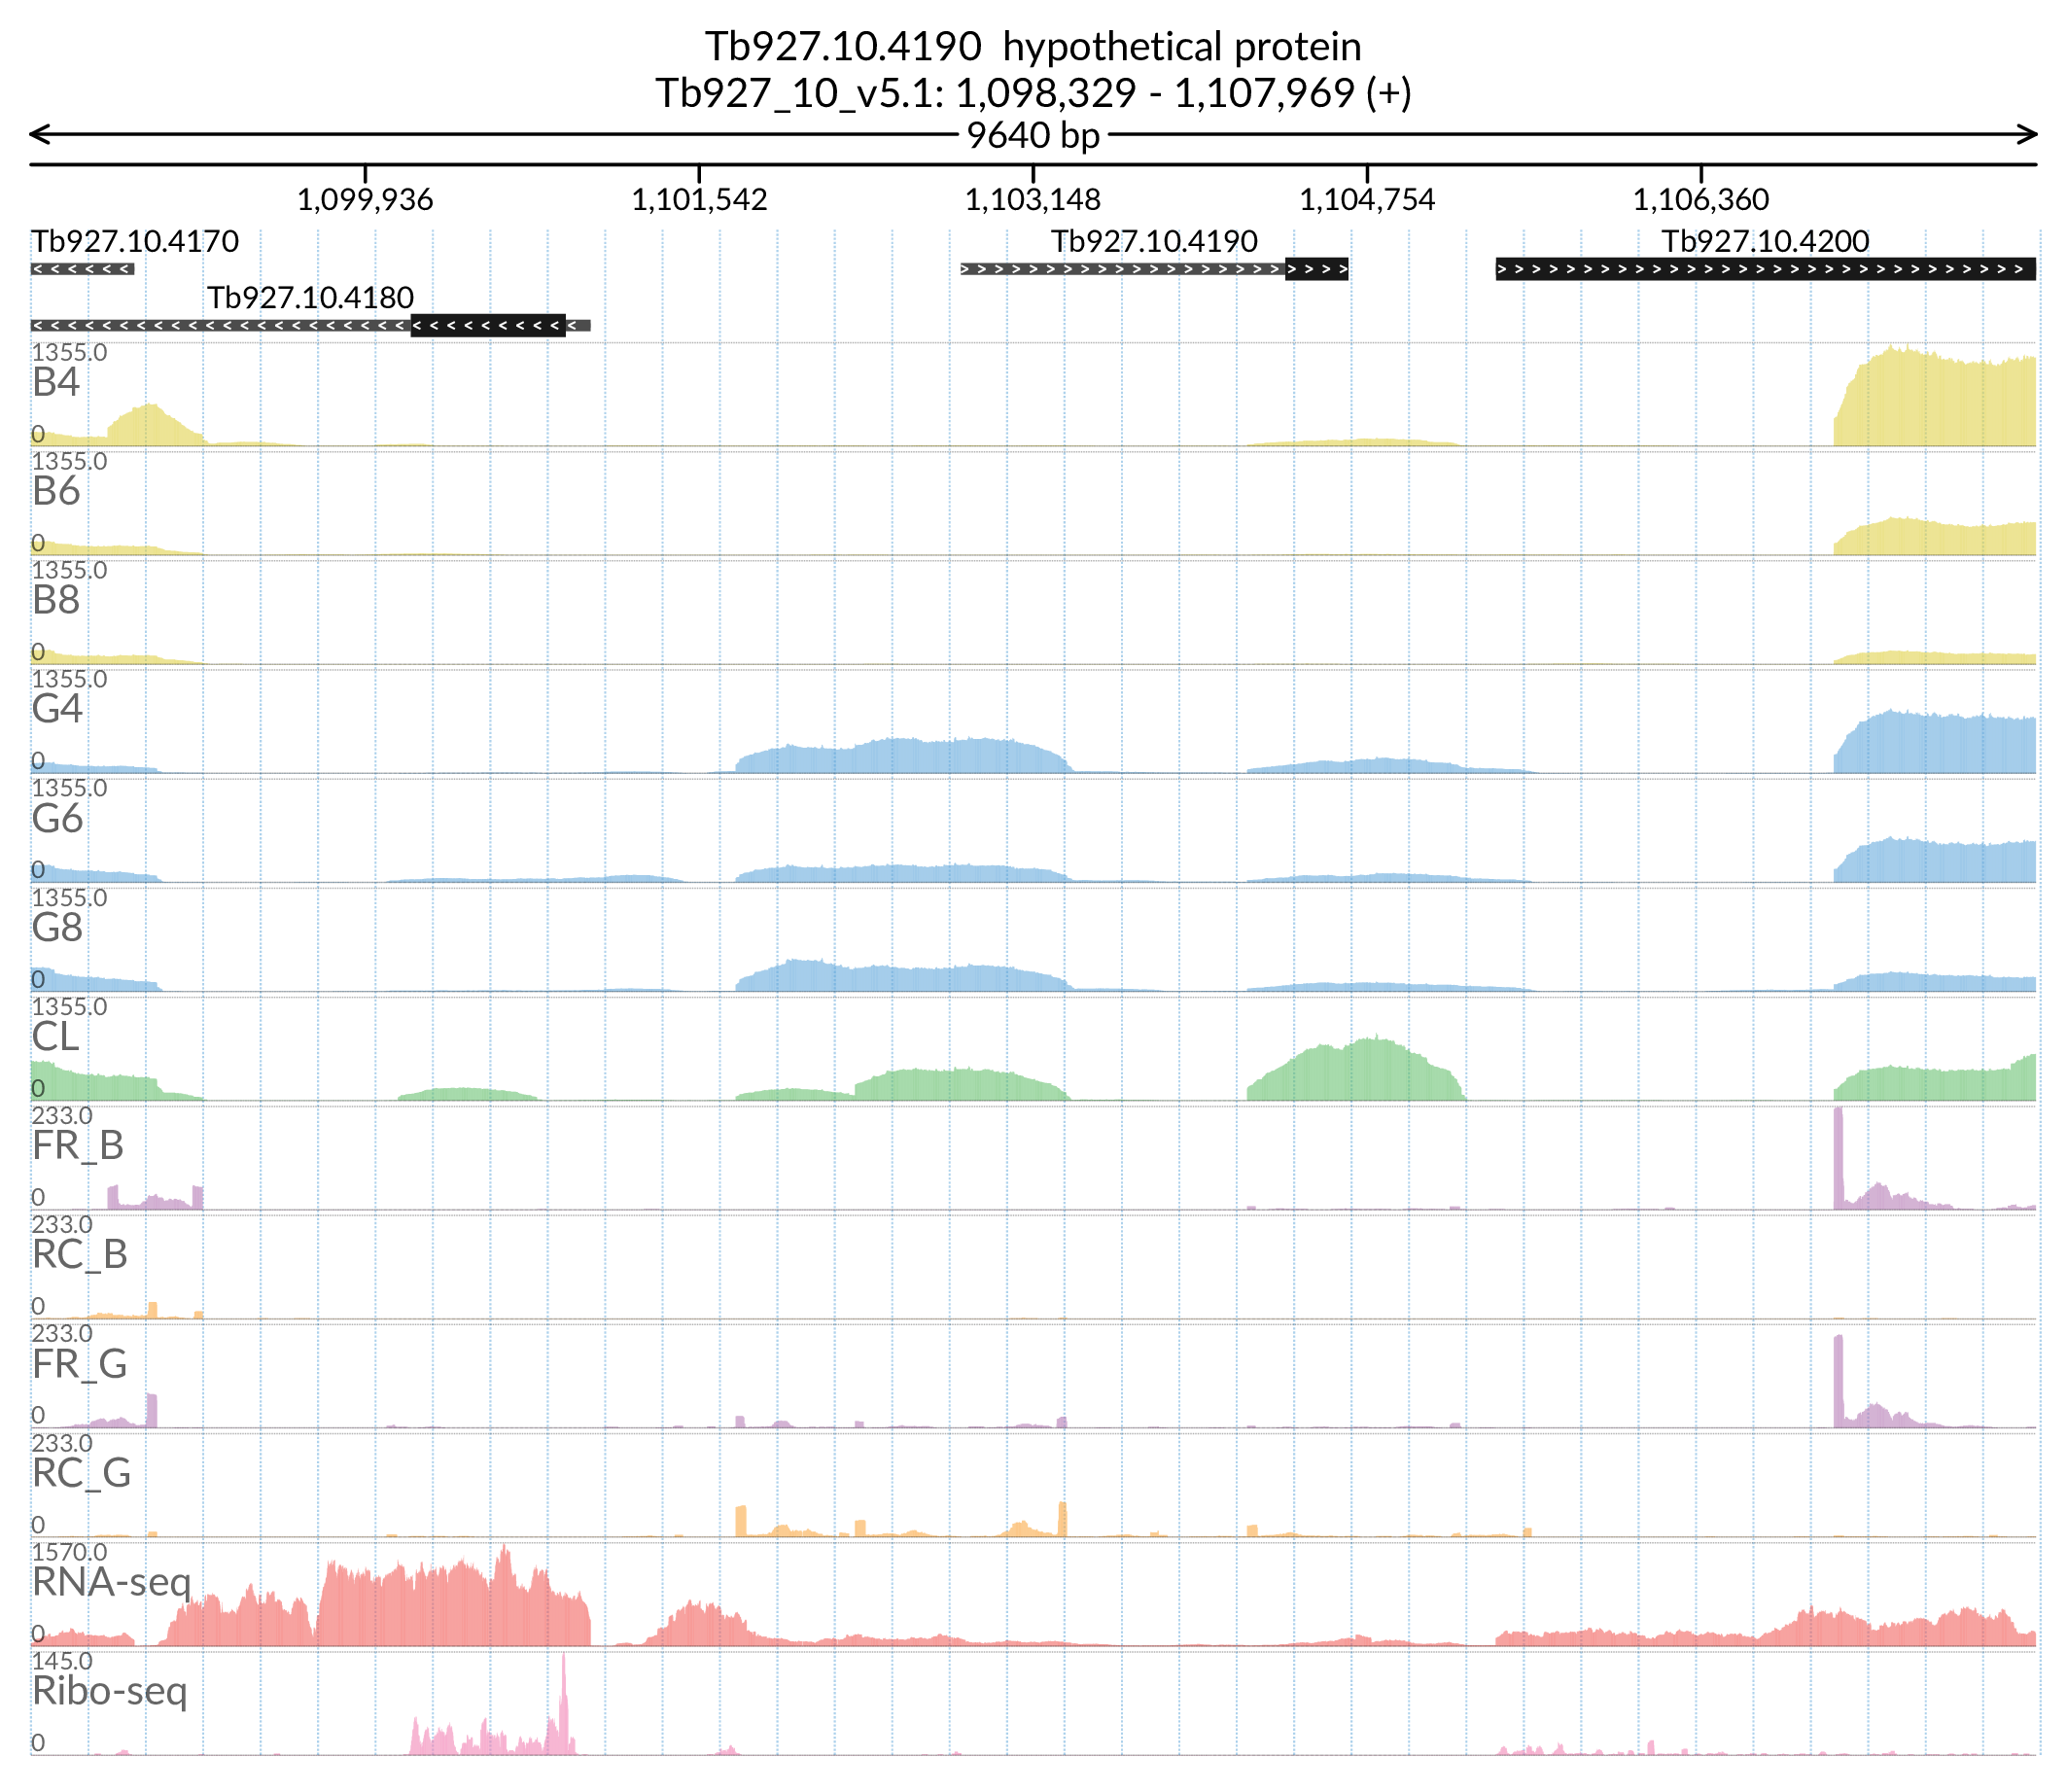 Tb927.10.4190 hypothetical protein
Tb927_10_v5.1: 1,098,329 - 1,107,969 (+)
9640 bp
1,099,936 1,101,542 1,103,148 1,104,754 1,106,360
Tb927.10.4170 Tb927.10.4190 Tb927.10.4200
Tb927.10.4180
1355.0
B4
0
1355.0
B6
0
1355.0
B8
0
1355.0
G4
0
1355.0
G6
0
1355.0
G8
0
1355.0
CL
0
233.0
FR_B
0
233.0
RC_B
0
233.0
FR_G
0
233.0
RC_G
0
1570.0
RNA-seq
0
145.0
Ribo-seq
0